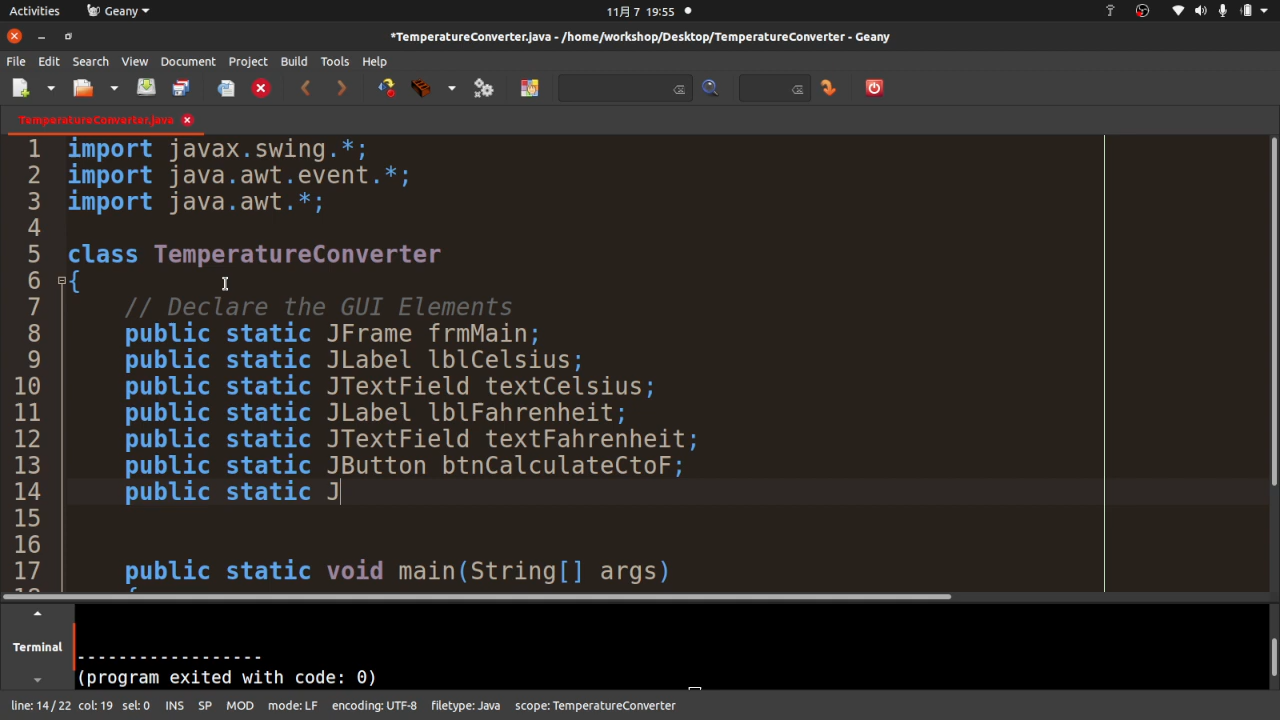 Activities Geany 11月 7 19:55
*TemperatureConverter.java - /home/workshop/Desktop/TemperatureConverter - Geany
File Edit Search View Document Project Build Tools Help
TemperatureConverter.java
1 import javax.swing.*;
2 import java.awt.event.*;
3 import java.awt.*;
4
5 class TemperatureConverter
6 {
7 // Declare the GUI Elements
8 public static JFrame frmMain;
9 public static JLabel lblCelsius;
10 public static JTextField textCelsius;
11 public static JLabel lblFahrenheit;
12 public static JTextField textFahrenheit;
13 public static JButton btnCalculateCtoF;
14 public static J
15
16
17 public static void main(String[] args)
18 {
Terminal
------------------
(program exited with code: 0)
line: 14 / 22 col: 19 sel: 0 INS SP MOD mode: LF encoding: UTF-8 filetype: Java scope: TemperatureConverter